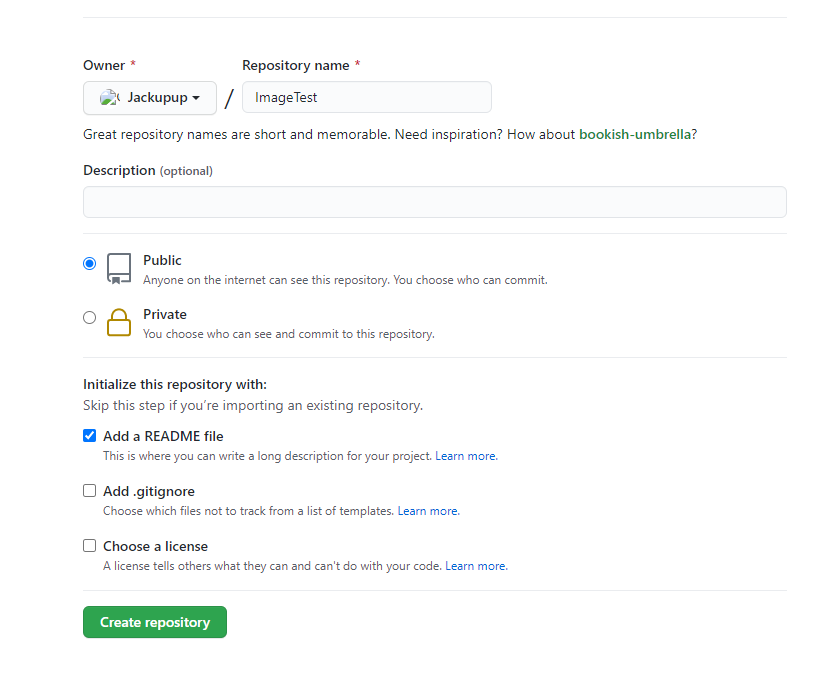 Owner * Repository name *
Jackupup / ImageTest
Great repository names are short and memorable. Need inspiration? How about bookish-umbrella?
Description (optional)
Public
Anyone on the internet can see this repository. You choose who can commit.
Private
You choose who can see and commit to this repository.
Initialize this repository with:
Skip this step if you’re importing an existing repository.
Add a README file
This is where you can write a long description for your project. Learn more.
Add .gitignore
Choose which files not to track from a list of templates. Learn more.
Choose a license
A license tells others what they can and can't do with your code. Learn more.
Create repository